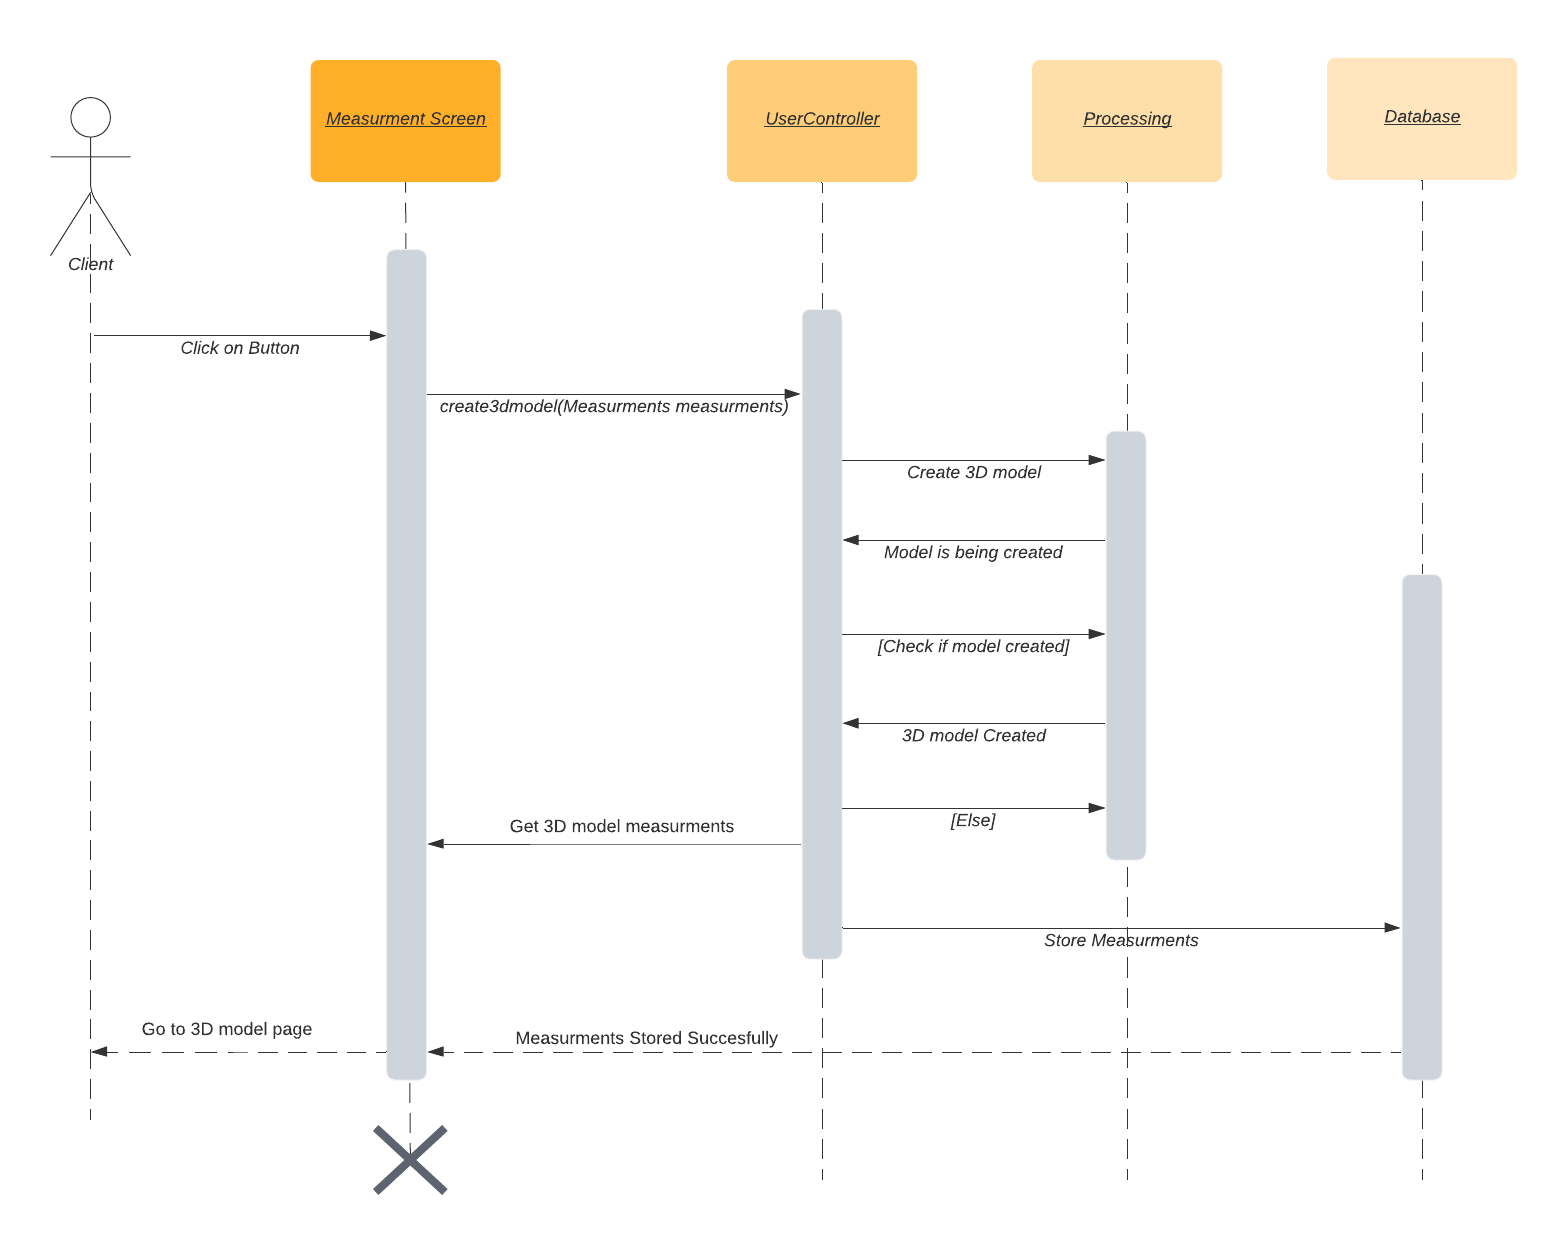 Measurment Screen
UserController
Processing
Database
Client
Click on Button
create3dmodel(Measurments measurments)
Create 3D model
Model is being created
[Check if model created]
3D model Created
[Else]
Get 3D model measurments
Store Measurments
Go to 3D model page
Measurments Stored Succesfully